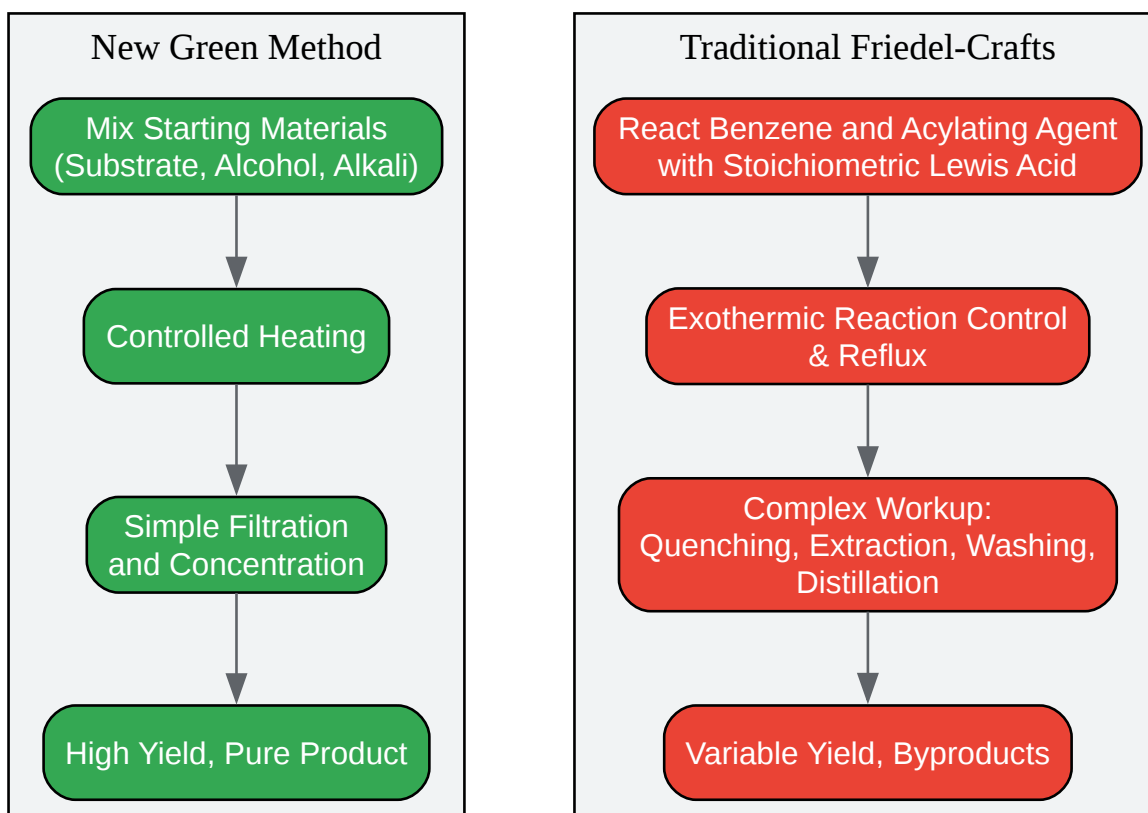 New Green Method
Mix Starting Materials
(Substrate, Alcohol, Alkali)
Controlled Heating
Simple Filtration
and Concentration
High Yield, Pure Product
Traditional Friedel-Crafts
React Benzene and Acylating Agent
with Stoichiometric Lewis Acid
Exothermic Reaction Control
& Reflux
Complex Workup:
Quenching, Extraction, Washing,
Distillation
Variable Yield, Byproducts